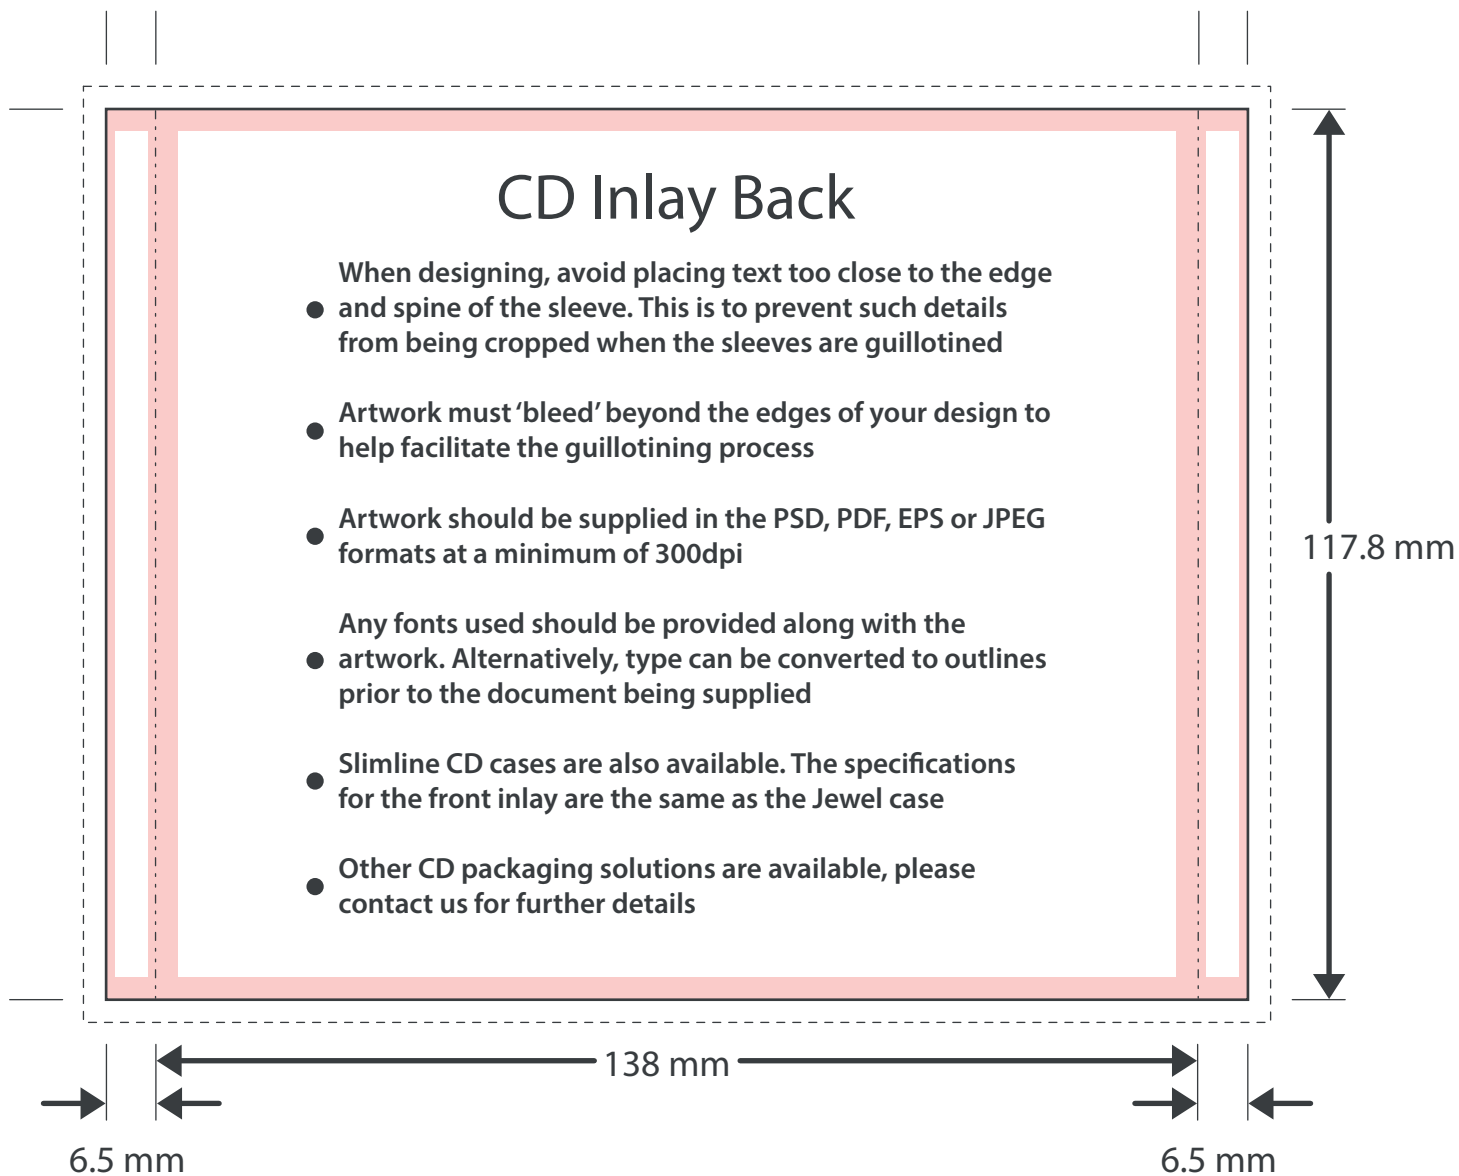 CD Inlay Back
When designing, avoid placing text too close to the edge
● and spine of the sleeve. This is to prevent such details
from being cropped when the sleeves are guillotined
Artwork must ‘bleed’ beyond the edges of your design to
● help facilitate the guillotining process
Artwork should be supplied in the PSD, PDF, EPS or JPEG
● formats at a minimum of 300dpi
Any fonts used should be provided along with the
● artwork. Alternatively, type can be converted to outlines
prior to the document being supplied
Slimline CD cases are also available. The specifications
● for the front inlay are the same as the Jewel case
Other CD packaging solutions are available, please
● contact us for further details
117.8 mm
138 mm
6.5 mm
6.5 mm